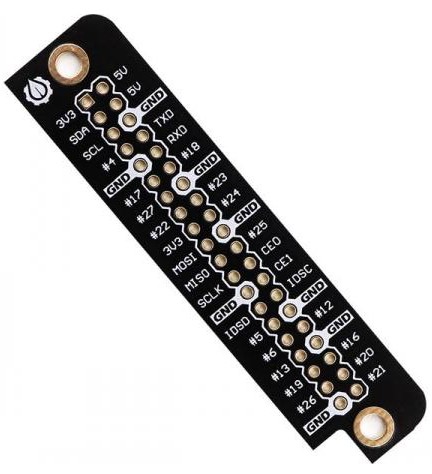 3V3 5V
SDA 5V
SCL GND
#4 TXD
GND RXD
#17 #18
#27 GND
#22 #23
3V3 #24
MOSI GND
MISO #25
SCLK CE0
GND CE1
IDSD IDSC
#5 GND
#6 #12
#13 GND
#19 #16
#26 #20
GND #21